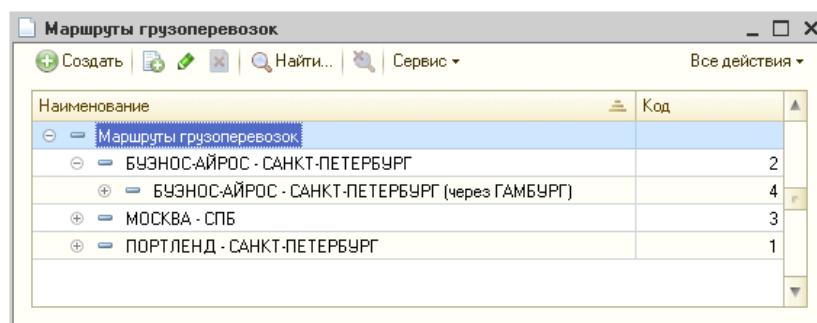 Маршруты грузоперевозок
Создать Найти... Сервис Все действия
Наименование Код
Маршруты грузоперевозок
БУЭНОС-АЙРОС - САНКТ-ПЕТЕРБУРГ 2
БУЭНОС-АЙРОС - САНКТ-ПЕТЕРБУРГ (через ГАМБУРГ) 4
МОСКВА - СПБ 3
ПОРТЛЕНД - САНКТ-ПЕТЕРБУРГ 1